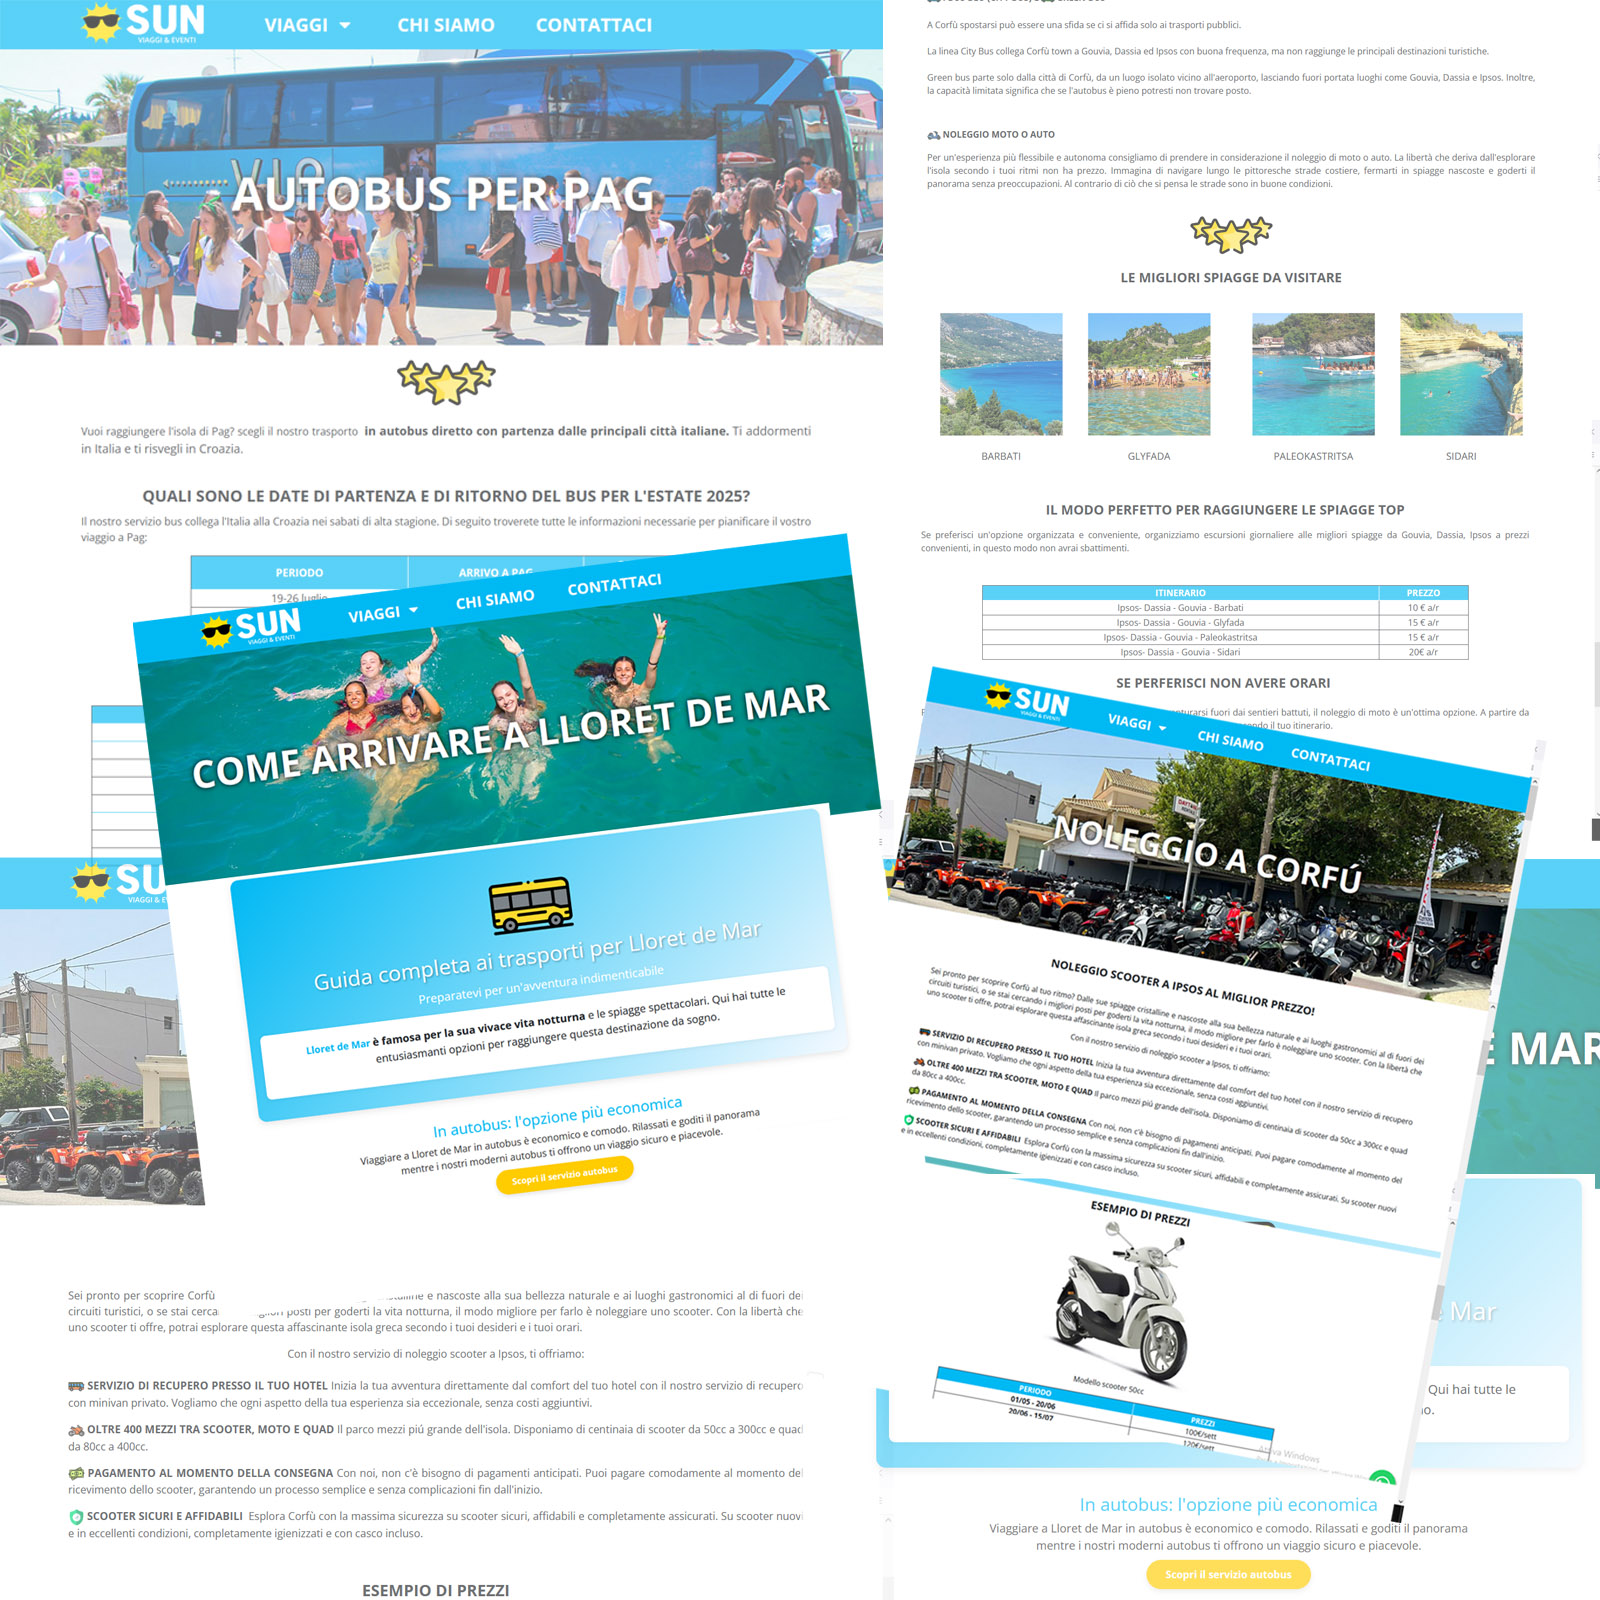 SUN
VIAGGI & EVENTI
VIAGGI
CHI SIAMO
CONTATTACI
AUTOBUS PER PAG
Vuoi raggiungere l'isola di Pag? scegli il nostro trasporto in autobus diretto con partenza dalle principali città italiane. Ti addormenti
in Italia e ti risvegli in Croazia.
QUALI SONO LE DATE DI PARTENZA E DI RITORNO DEL BUS PER L'ESTATE 2025?
Il nostro servizio bus collega l'Italia alla Croazia nei sabati di alta stagione. Di seguito troverete tutte le informazioni necessarie per pianificare il vostro
viaggio a Pag:
PERIODO
ARRIVO A PAG
19-26 luglio
A Corfù spostarsi può essere una sfida se ci si affida solo ai trasporti pubblici.
La linea City Bus collega Corfù town a Gouvia, Dassia ed Ipsos con buona frequenza, ma non raggiunge le principali destinazioni turistiche.
Green bus parte solo dalla città di Corfù, da un luogo isolato vicino all'aeroporto, lasciando fuori portata luoghi come Gouvia, Dassia e Ipsos. Inoltre,
la capacità limitata significa che se l'autobus è pieno potresti non trovare posto.
NOLEGGIO MOTO O AUTO
Per un'esperienza più flessibile e autonoma consigliamo di prendere in considerazione il noleggio di moto o auto. La libertà che deriva dall'esplorare
l'isola secondo i tuoi ritmi non ha prezzo. Immagina di navigare lungo le pittoresche strade costiere, fermarti in spiagge nascoste e goderti il
panorama senza preoccupazioni. Al contrario di ciò che si pensa le strade sono in buone condizioni.
LE MIGLIORI SPIAGGE DA VISITARE
BARBATI
GLYFADA
PALEOKASTRITSA
SIDARI
IL MODO PERFETTO PER RAGGIUNGERE LE SPIAGGE TOP
Se preferisci un'opzione organizzata e conveniente, organizziamo escursioni giornaliere alle migliori spiagge da Gouvia, Dassia, Ipsos a prezzi
convenienti, in questo modo non avrai sbattimenti.
ITINERARIO PREZZO
Ipsos- Dassia - Gouvia - Barbati 10 € a/r
Ipsos- Dassia - Gouvia - Glyfada 15 € a/r
Ipsos- Dassia - Gouvia - Paleokastritsa 15 € a/r
Ipsos- Dassia - Gouvia - Sidari 20€ a/r
SE PERFERISCI NON AVERE ORARI
fuori dai sentieri battuti, il noleggio di moto è un'ottima opzione. A partire da
il tuo itinerario.
SUN
VIAGGI & EVENTI
VIAGGI
CHI SIAMO
CONTATTACI
COME ARRIVARE A LLORET DE MAR
Guida completa ai trasporti per Lloret de Mar
Preparatevi per un'avventura indimenticabile
Lloret de Mar è famosa per la sua vivace vita notturna e le spiagge spettacolari. Qui hai tutte le
entusiasmanti opzioni per raggiungere questa destinazione da sogno.
In autobus: l'opzione più economica
Viaggiare a Lloret de Mar in autobus è economico e comodo. Rilassati e goditi il panorama
mentre i nostri moderni autobus ti offrono un viaggio sicuro e piacevole.
Scopri il servizio autobus
SUN
VIAGGI & EVENTI
VIAGGI
CHI SIAMO
CONTATTACI
NOLEGGIO A CORFÚ
NOLEGGIO SCOOTER A IPSOS AL MIGLIOR PREZZO!
Sei pronto per scoprire Corfù al tuo ritmo? Dalle sue spiagge cristalline e nascoste alla sua bellezza naturale e ai luoghi gastronomici al di fuori dei
circuiti turistici, o se stai cercando i migliori posti per goderti la vita notturna, il modo migliore per farlo è noleggiare uno scooter. Con la libertà che
uno scooter ti offre, potrai esplorare questa affascinante isola greca secondo i tuoi desideri e i tuoi orari.
Con il nostro servizio di noleggio scooter a Ipsos, ti offriamo:
SERVIZIO DI RECUPERO PRESSO IL TUO HOTEL Inizia la tua avventura direttamente dal comfort del tuo hotel con il nostro servizio di recupero
con minivan privato. Vogliamo che ogni aspetto della tua esperienza sia eccezionale, senza costi aggiuntivi.
OLTRE 400 MEZZI TRA SCOOTER, MOTO E QUAD Il parco mezzi più grande dell'isola. Disponiamo di centinaia di scooter da 50cc a 300cc e quad
da 80cc a 400cc.
PAGAMENTO AL MOMENTO DELLA CONSEGNA Con noi, non c'è bisogno di pagamenti anticipati. Puoi pagare comodamente al momento del
ricevimento dello scooter, garantendo un processo semplice e senza complicazioni fin dall'inizio.
SCOOTER SICURI E AFFIDABILI Esplora Corfù con la massima sicurezza su scooter sicuri, affidabili e completamente assicurati. Su scooter nuovi
e in eccellenti condizioni, completamente igienizzati e con casco incluso.
ESEMPIO DI PREZZI
Modello scooter 50cc
PERIODO PREZZI
01/05 - 20/06 100€/sett
20/06 - 15/07 120€/sett
Attiva Windows
SU
VIAGGI & E
Sei pronto per scoprire Corfù e nascoste alla sua bellezza naturale e ai luoghi gastronomici al di fuori dei
circuiti turistici, o se stai cerca posti per goderti la vita notturna, il modo migliore per farlo è noleggiare uno scooter. Con la libertà che
uno scooter ti offre, potrai esplorare questa affascinante isola greca secondo i tuoi desideri e i tuoi orari.
Con il nostro servizio di noleggio scooter a Ipsos, ti offriamo:
SERVIZIO DI RECUPERO PRESSO IL TUO HOTEL Inizia la tua avventura direttamente dal comfort del tuo hotel con il nostro servizio di recupero
con minivan privato. Vogliamo che ogni aspetto della tua esperienza sia eccezionale, senza costi aggiuntivi.
OLTRE 400 MEZZI TRA SCOOTER, MOTO E QUAD Il parco mezzi piú grande dell'isola. Disponiamo di centinaia di scooter da 50cc a 300cc e quad
da 80cc a 400cc.
PAGAMENTO AL MOMENTO DELLA CONSEGNA Con noi, non c'è bisogno di pagamenti anticipati. Puoi pagare comodamente al momento del
ricevimento dello scooter, garantendo un processo semplice e senza complicazioni fin dall'inizio.
SCOOTER SICURI E AFFIDABILI Esplora Corfù con la massima sicurezza su scooter sicuri, affidabili e completamente assicurati. Su scooter nuovi
e in eccellenti condizioni, completamente igienizzati e con casco incluso.
ESEMPIO DI PREZZI
E MAR
Mar
Qui hai tutte le
In autobus: l'opzione più economica
Viaggiare a Lloret de Mar in autobus è economico e comodo. Rilassati e goditi il panorama
mentre i nostri moderni autobus ti offrono un viaggio sicuro e piacevole.
Scopri il servizio autobus